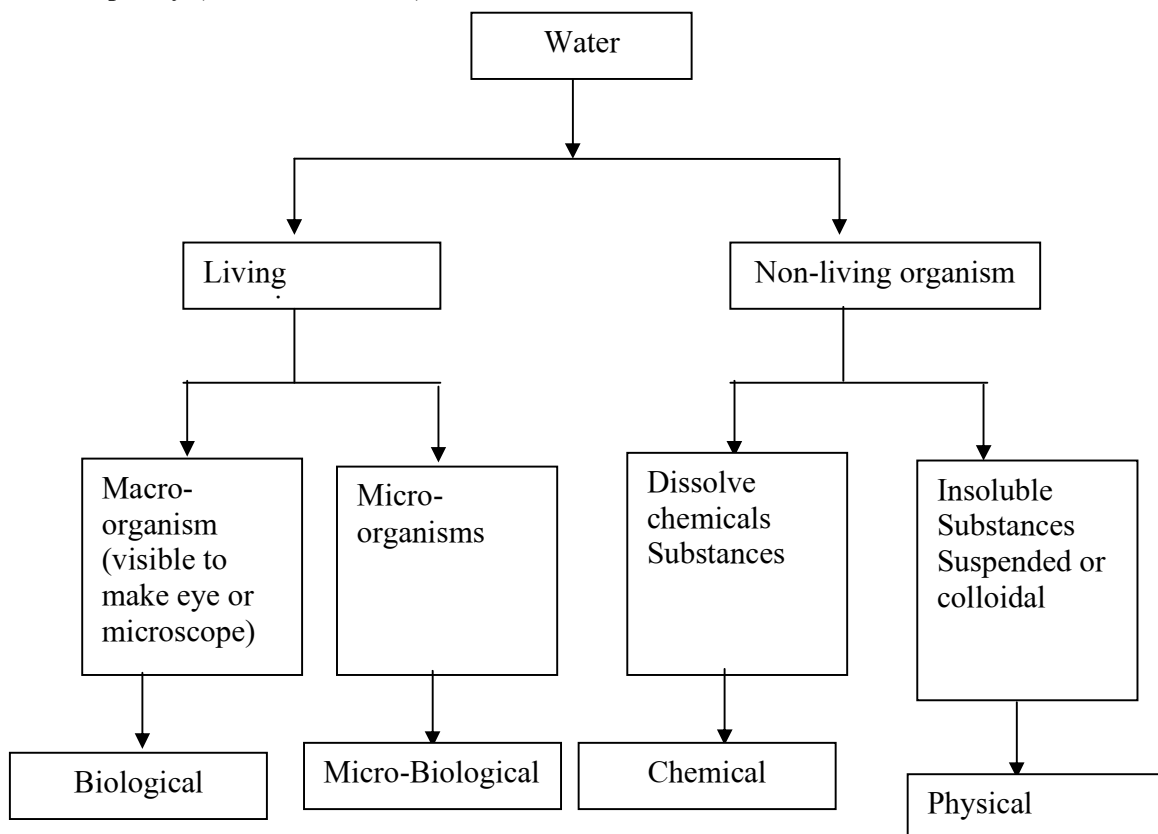 Water
Living
Non-living organism
Macro-
organism
(visible to
make eye or
microscope)
Micro-
organisms
Dissolve
chemicals
Substances
Insoluble
Substances
Suspended or
colloidal
Biological
Micro-Biological
Chemical
Physical